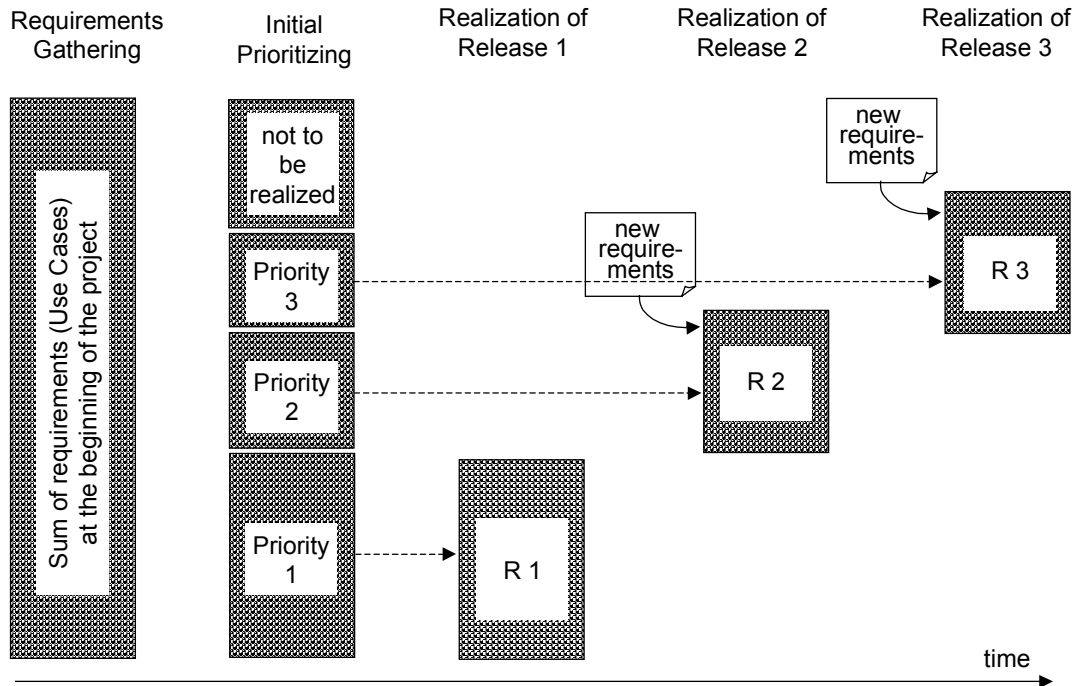 Requirements
Gathering
Initial
Prioritizing
Realization of
Release 1
Realization of
Release 2
Realization of
Release 3
Sum of requirements (Use Cases)
at the beginning of the project
not to
be
realized
Priority
3
Priority
2
Priority
1
R 1
new
require-
ments
R 2
new
require-
ments
R 3
time